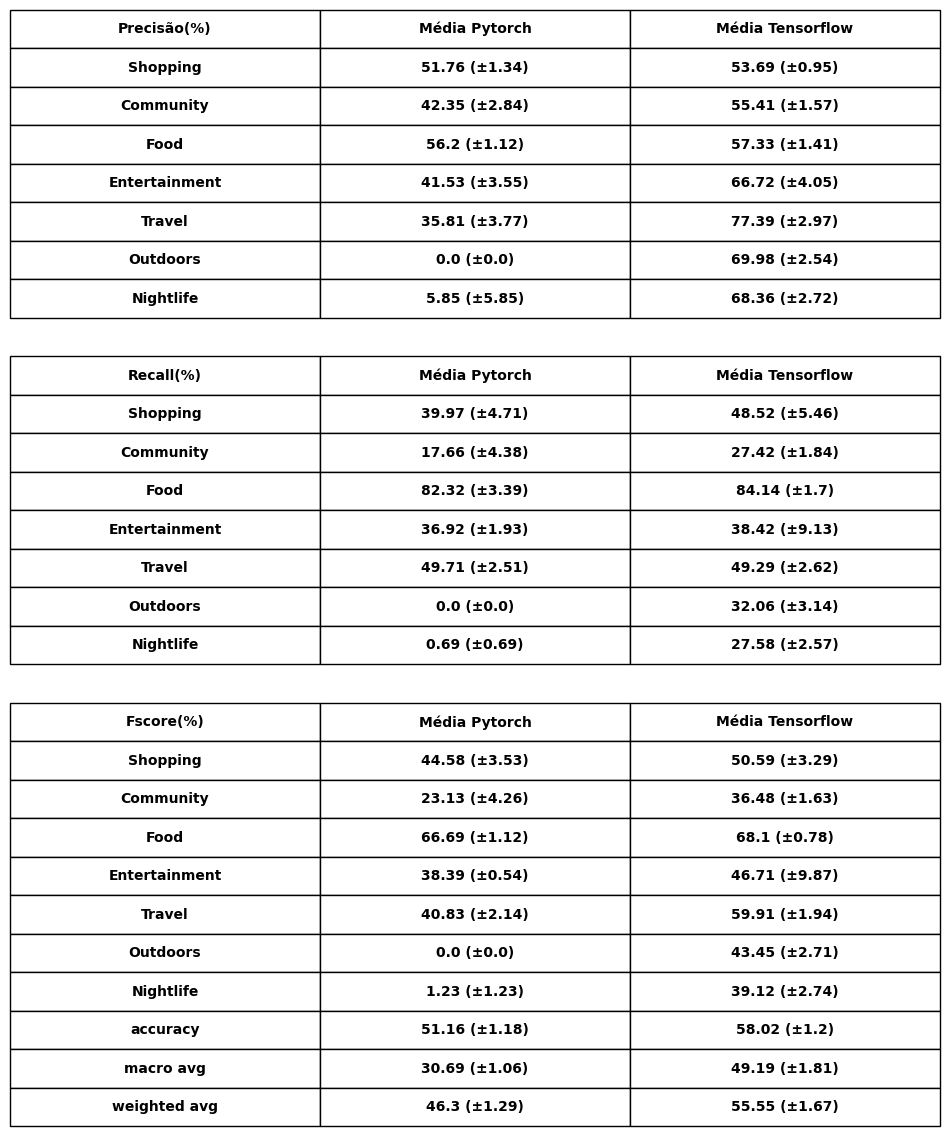 Precisão(%) Média Pytorch Média Tensorflow
Shopping 51.76 (±1.34) 53.69 (±0.95)
Community 42.35 (±2.84) 55.41 (±1.57)
Food 56.2 (±1.12) 57.33 (±1.41)
Entertainment 41.53 (±3.55) 66.72 (±4.05)
Travel 35.81 (±3.77) 77.39 (±2.97)
Outdoors 0.0 (±0.0) 69.98 (±2.54)
Nightlife 5.85 (±5.85) 68.36 (±2.72)
Recall(%) Média Pytorch Média Tensorflow
Shopping 39.97 (±4.71) 48.52 (±5.46)
Community 17.66 (±4.38) 27.42 (±1.84)
Food 82.32 (±3.39) 84.14 (±1.7)
Entertainment 36.92 (±1.93) 38.42 (±9.13)
Travel 49.71 (±2.51) 49.29 (±2.62)
Outdoors 0.0 (±0.0) 32.06 (±3.14)
Nightlife 0.69 (±0.69) 27.58 (±2.57)
Fscore(%) Média Pytorch Média Tensorflow
Shopping 44.58 (±3.53) 50.59 (±3.29)
Community 23.13 (±4.26) 36.48 (±1.63)
Food 66.69 (±1.12) 68.1 (±0.78)
Entertainment 38.39 (±0.54) 46.71 (±9.87)
Travel 40.83 (±2.14) 59.91 (±1.94)
Outdoors 0.0 (±0.0) 43.45 (±2.71)
Nightlife 1.23 (±1.23) 39.12 (±2.74)
accuracy 51.16 (±1.18) 58.02 (±1.2)
macro avg 30.69 (±1.06) 49.19 (±1.81)
weighted avg 46.3 (±1.29) 55.55 (±1.67)